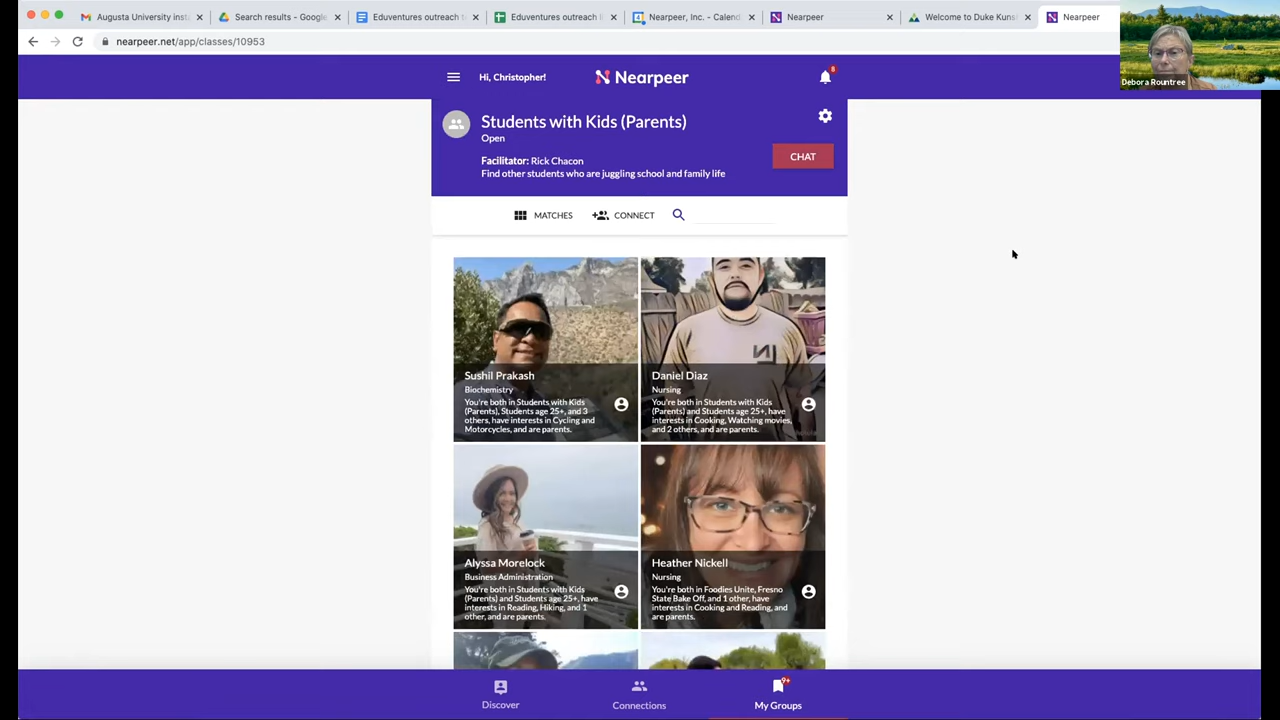 Augusta University insti
Search results - Google
Eduventures outreach t
Eduventures outreach l
Nearpeer, Inc. - Calend
Nearpeer
Welcome to Duke Kunsh
Nearpeer
nearpeer.net/app/classes/10953
Debora Rountree
Hi, Christopher!
Nearpeer
8
Students with Kids (Parents)
Open
Facilitator: Rick Chacon
Find other students who are juggling school and family life
CHAT
MATCHES
CONNECT
Sushil Prakash
Biochemistry
You're both in Students with Kids
(Parents), Students age 25+, and 3
others, have interests in Cycling and
Motorcycles, and are parents.
Daniel Diaz
Nursing
You're both in Students with Kids
(Parents) and Students age 25+, have
interests in Cooking, Watching movies,
and 2 others, and are parents.
Alyssa Morelock
Business Administration
You're both in Students with Kids
(Parents) and Students age 25+, have
interests in Reading, Hiking, and 1
other, and are parents.
Heather Nickell
Nursing
You're both in Foodies Unite, Fresno
State Bake Off, and 1 other, have
interests in Cooking and Reading, and
are parents.
Discover
Connections
9+
My Groups